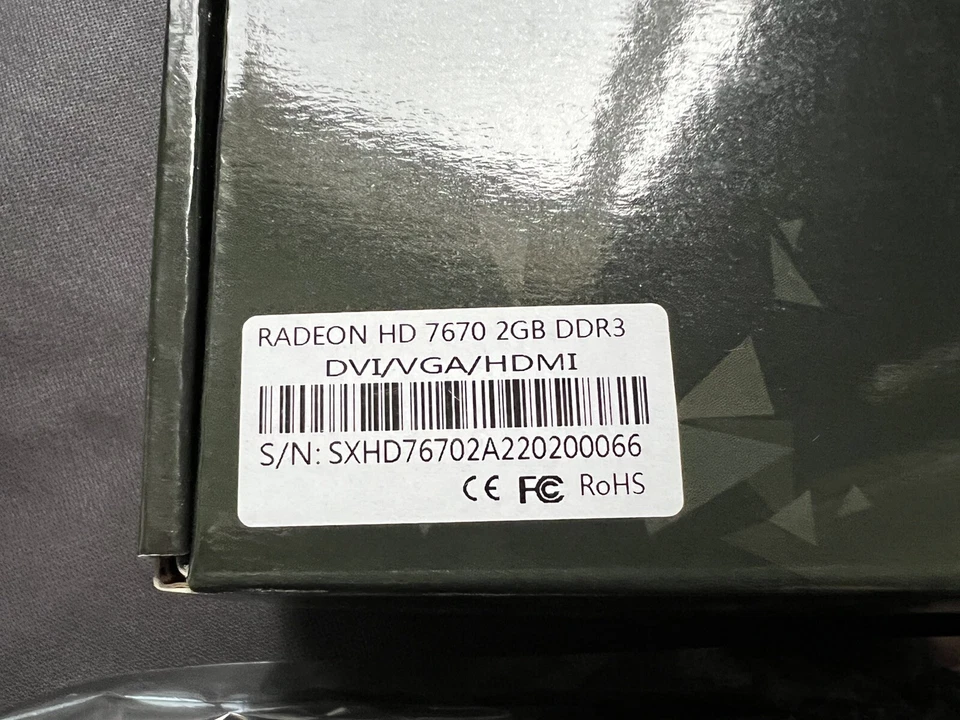 RADEON HD 7670 2GB DDR3
DVI/VGA/HDMI
S/N: SXHD76702A220200066
CE FC RoHS